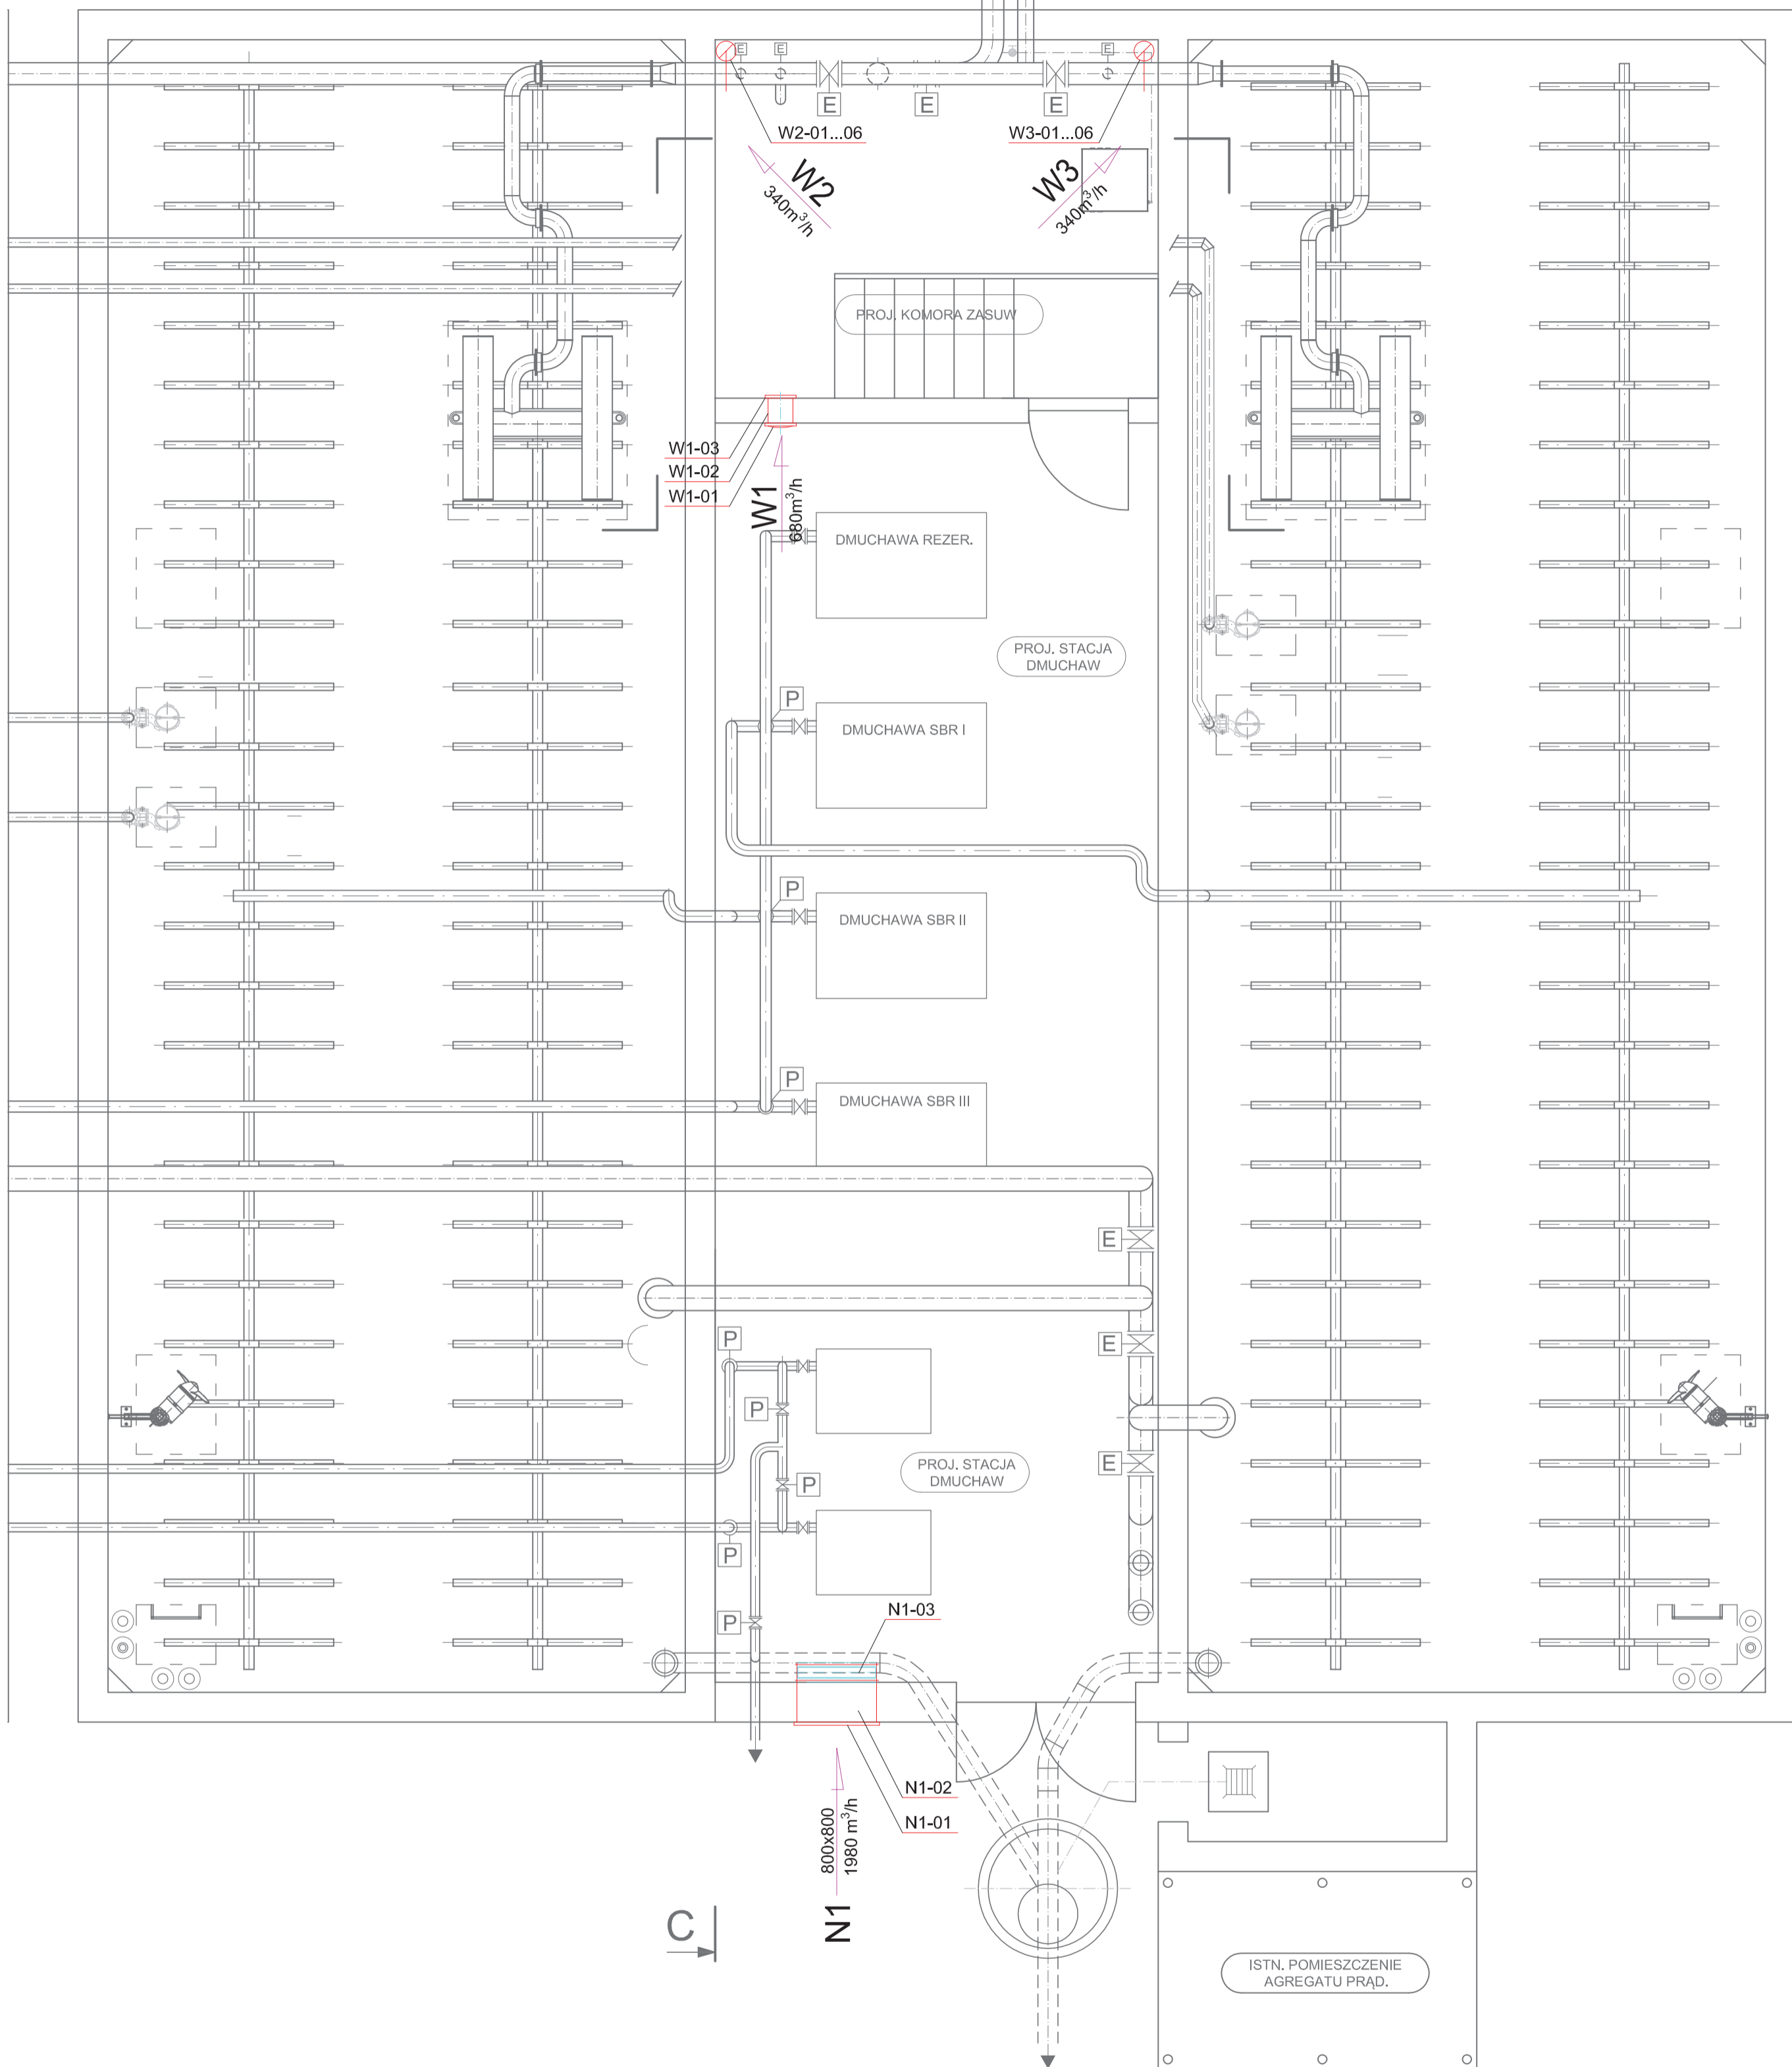 E
E
E
E
E
E
W2-01...06
W3-01...06
W2
340m³/h
W3
340m³/h
PROJ. KOMORA ZASUW
W1-03
W1-02
W1-01
W1
680m³/h
DMUCHAWA REZER.
PROJ. STACJA
DMUCHAW
P
DMUCHAWA SBR I
P
DMUCHAWA SBR II
P
DMUCHAWA SBR III
E
P
E
P
PROJ. STACJA
DMUCHAW
E
P
P
P
N1-03
N1-02
N1-01
800x800
1980 m³/h
N1
C
ISTN. POMIESZCZENIE
AGREGATU PRĄD.